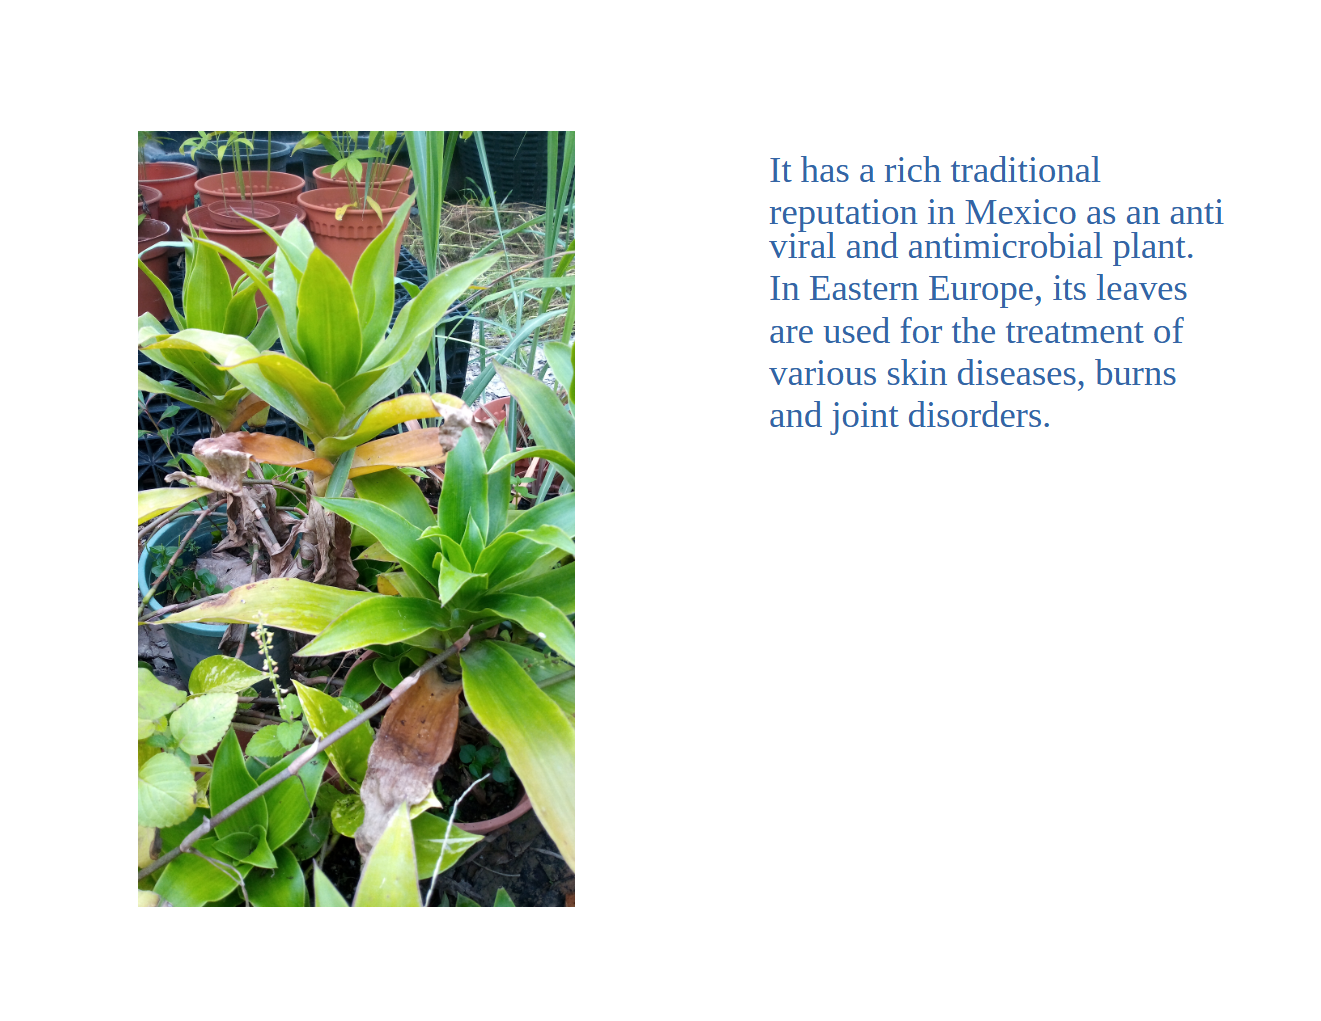 It has a rich traditional
reputation in Mexico as an anti
viral and antimicrobial plant.
In Eastern Europe, its leaves
are used for the treatment of
various skin diseases, burns
and joint disorders.